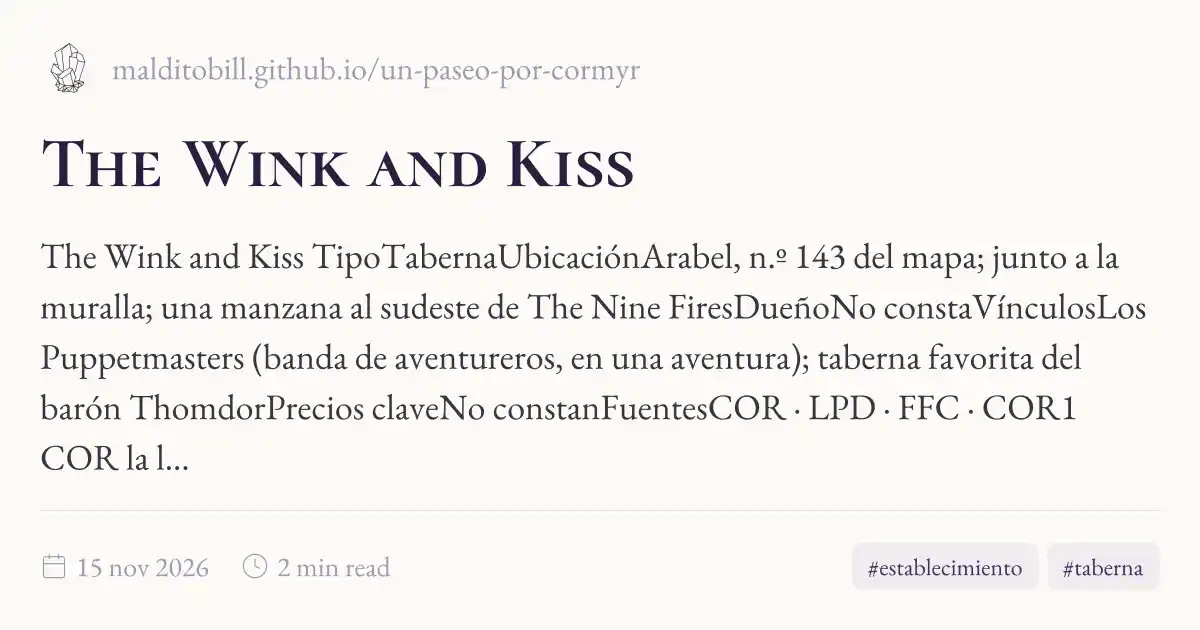 malditobill.github.io/un-paseo-por-cormyr
The Wink and Kiss
The Wink and Kiss TipoTabernaUbicaciónArabel, n.º 143 del mapa; junto a la
muralla; una manzana al sudeste de The Nine FiresDueñoNo constaVínculosLos
Puppetmasters (banda de aventureros, en una aventura); taberna favorita del
barón ThomdorPrecios claveNo constanFuentesCOR · LPD · FFC · COR1
COR la l...
15 nov 2026 2 min read #establecimiento #taberna